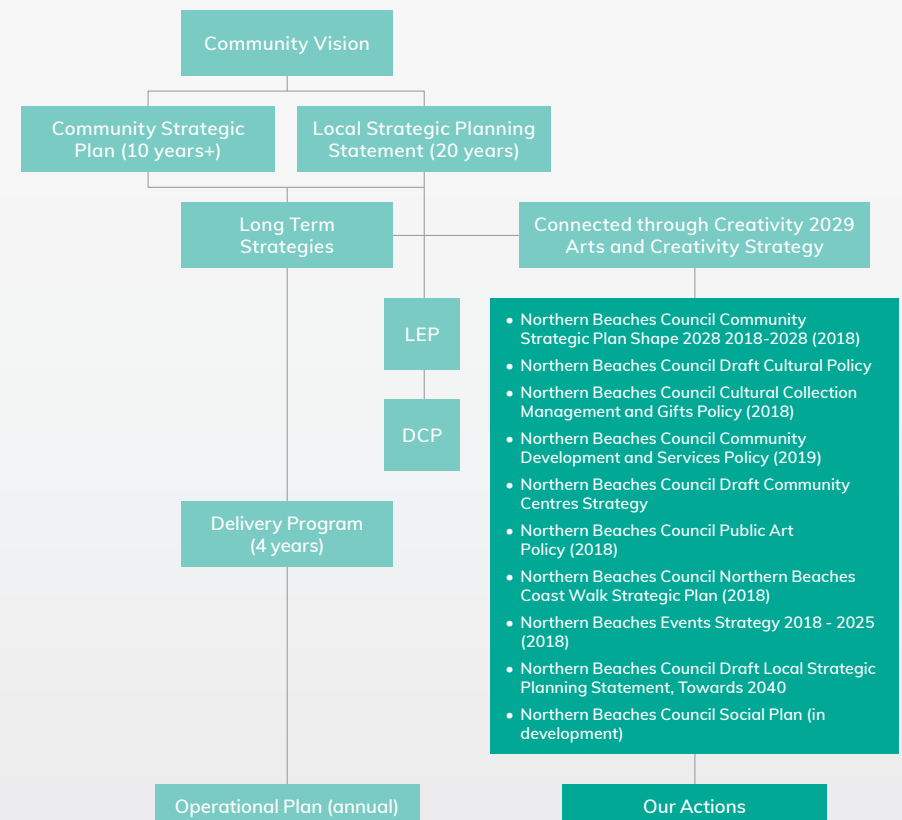 Community Vision
Community Strategic
Plan (10 years+)
Local Strategic Planning
Statement (20 years)
Long Term
Strategies
Connected through Creativity 2029
Arts and Creativity Strategy
LEP
DCP
• Northern Beaches Council Community
Strategic Plan Shape 2028 2018-2028 (2018)
• Northern Beaches Council Draft Cultural Policy
• Northern Beaches Council Cultural Collection
Management and Gifts Policy (2018)
• Northern Beaches Council Community
Development and Services Policy (2019)
• Northern Beaches Council Draft Community
Centres Strategy
• Northern Beaches Council Public Art
Policy (2018)
• Northern Beaches Council Northern Beaches
Coast Walk Strategic Plan (2018)
• Northern Beaches Events Strategy 2018 - 2025
(2018)
• Northern Beaches Council Draft Local Strategic
Planning Statement, Towards 2040
• Northern Beaches Council Social Plan (in
development)
Delivery Program
(4 years)
Operational Plan (annual)
Our Actions